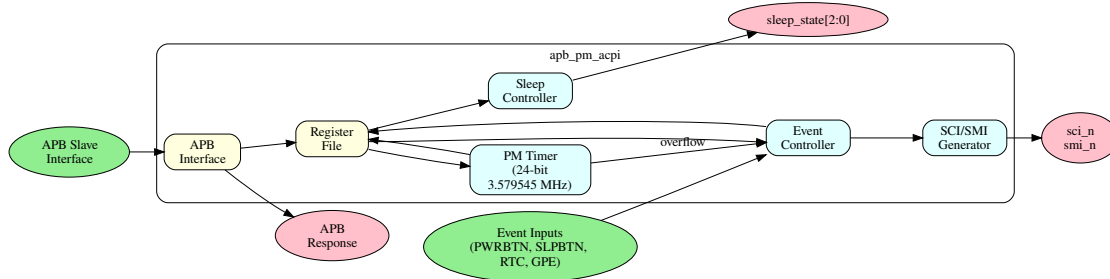 sleep_state[2:0]
apb_pm_acpi
Sleep
Controller
APB Slave
Interface
APB
Interface
Register
File
PM Timer
(24-bit
3.579545 MHz)
overflow
Event
Controller
SCI/SMI
Generator
sci_n
smi_n
APB
Response
Event Inputs
(PWRBTN, SLPBTN,
RTC, GPE)